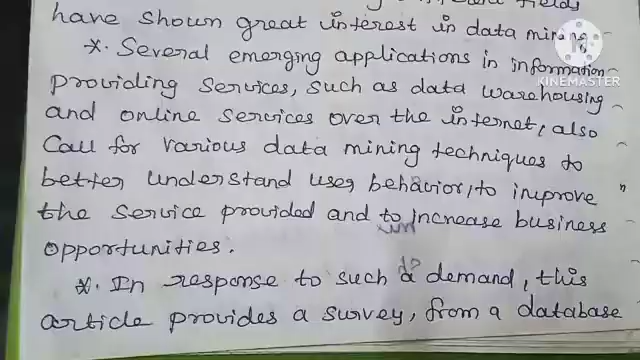 fields
have shown great interest in data mining
*. Several emerging applications in information
providing services, such as data warehousing
and online services over the internet, also
call for various data mining techniques to
better understand user behavior, to improve "
the service provided and to increase business
opportunities.
*. In response to such a demand, this
article provides a survey, from a database
KINEMASTER